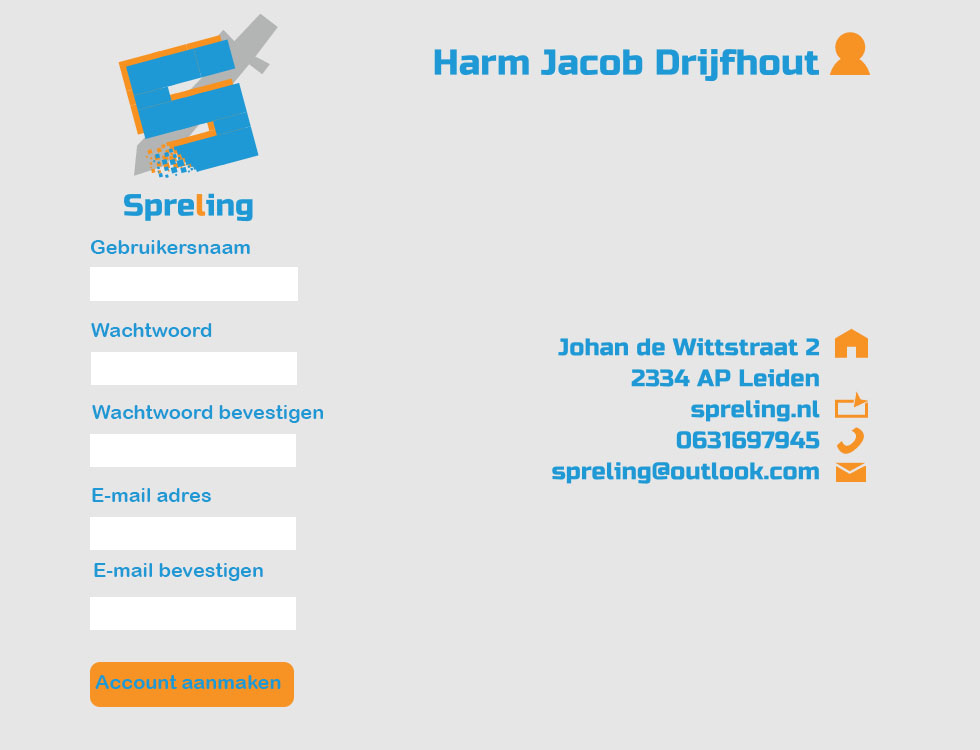 Spreling
Gebruikersnaam
Wachtwoord
Wachtwoord bevestigen
E-mail adres
E-mail bevestigen
Account aanmaken
Harm Jacob Drijfhout
Johan de Wittstraat 2
2334 AP Leiden
spreling.nl
0631697945
spreling@outlook.com